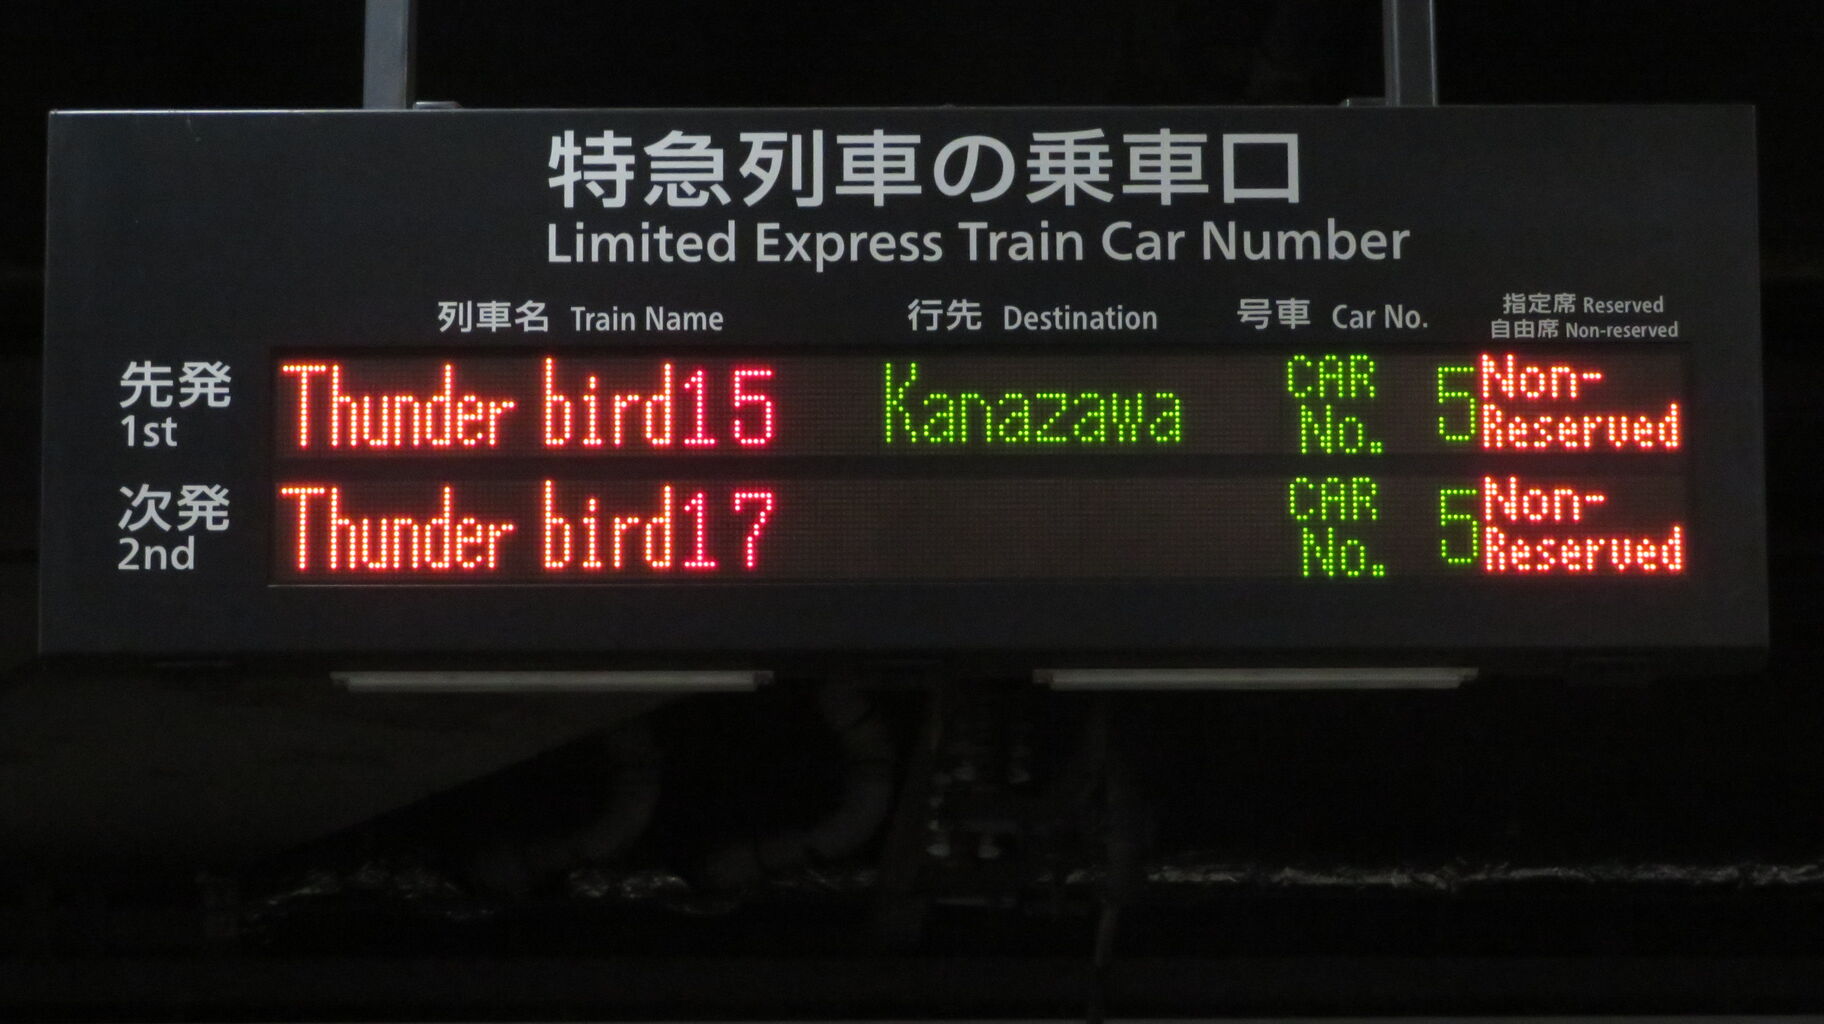 特急列車の乗車口
Limited Express Train Car Number
列車名 Train Name 行先 Destination 号車 Car No. 指定席 Reserved
自由席 Non-reserved
先発 Thunder bird15 Kanazawa CAR No. 5 Non-Reserved
1st
次発 Thunder bird17 CAR No. 5 Non-Reserved
2nd